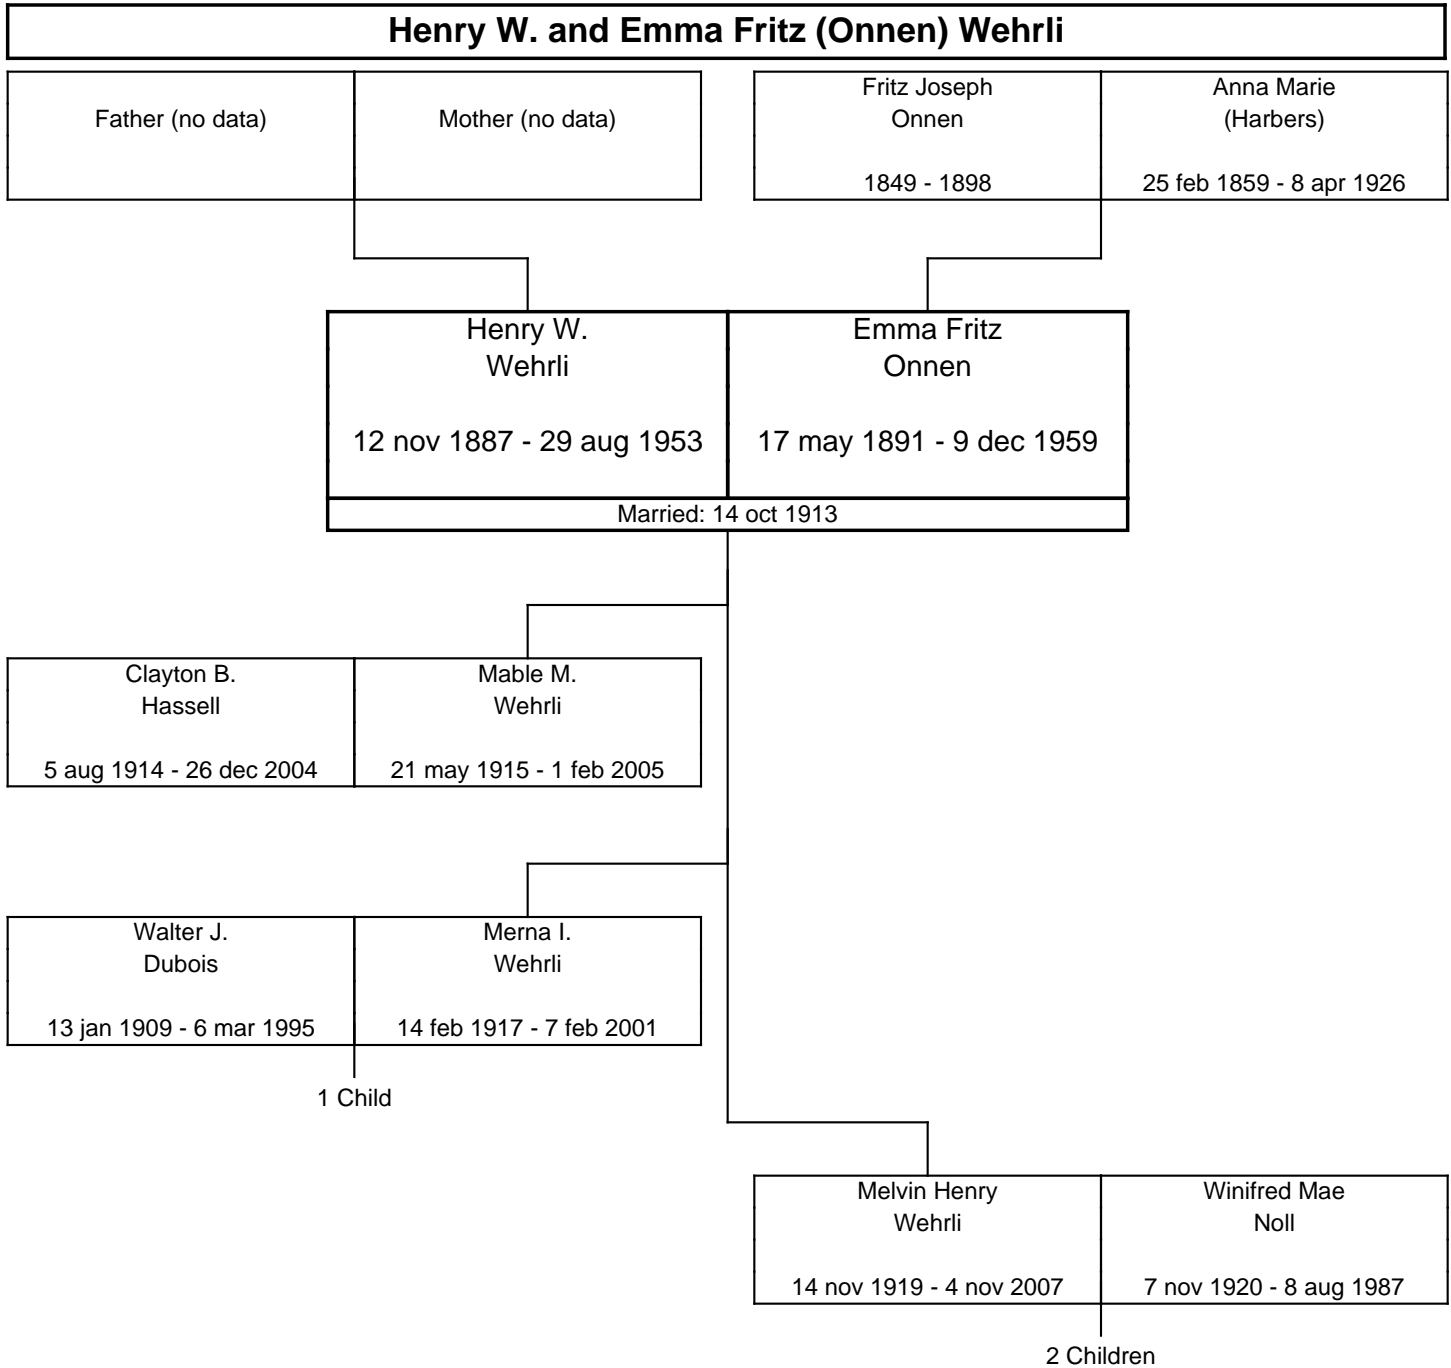 Henry W. and Emma Fritz (Onnen) Wehrli
Father (no data)
Mother (no data)
Fritz Joseph
Onnen
1849 - 1898
Anna Marie
(Harbers)
25 feb 1859 - 8 apr 1926
Henry W.
Wehrli
12 nov 1887 - 29 aug 1953
Emma Fritz
Onnen
17 may 1891 - 9 dec 1959
Married: 14 oct 1913
Clayton B.
Hassell
5 aug 1914 - 26 dec 2004
Mable M.
Wehrli
21 may 1915 - 1 feb 2005
Walter J.
Dubois
13 jan 1909 - 6 mar 1995
Merna I.
Wehrli
14 feb 1917 - 7 feb 2001
1 Child
Melvin Henry
Wehrli
14 nov 1919 - 4 nov 2007
Winifred Mae
Noll
7 nov 1920 - 8 aug 1987
2 Children